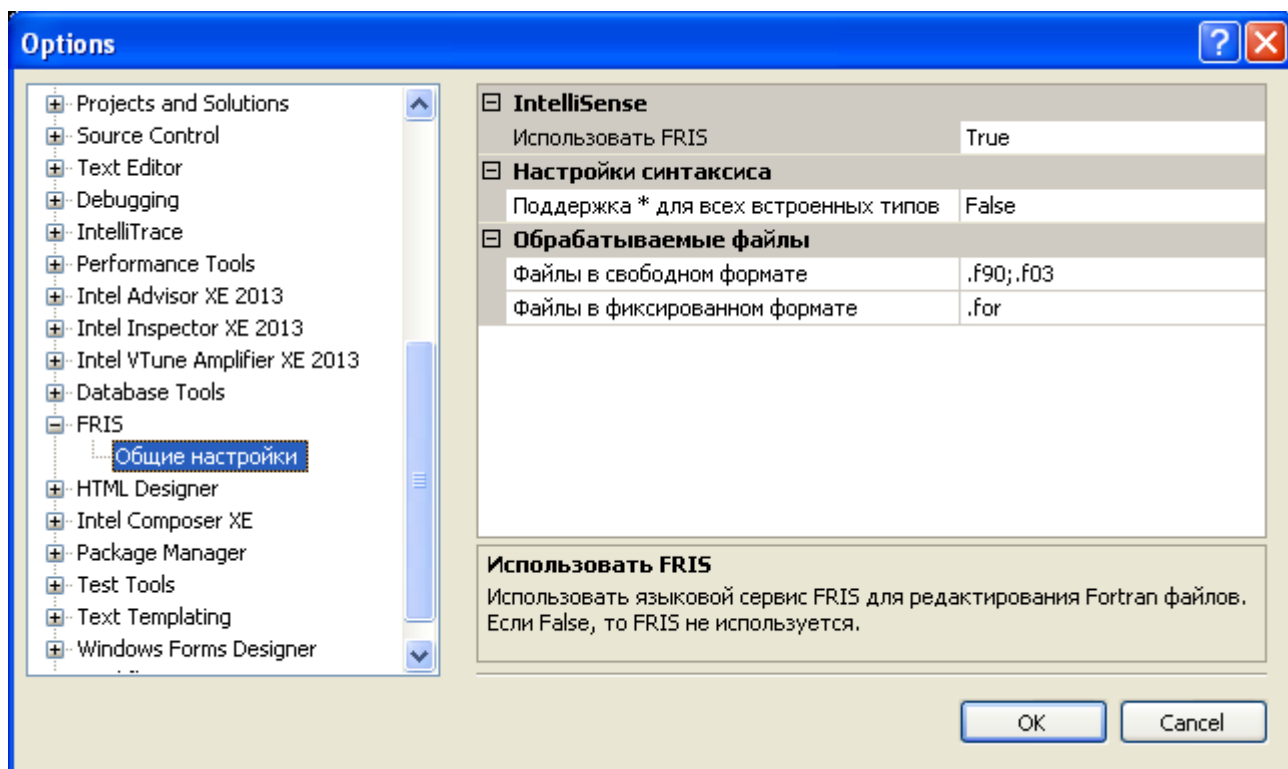 Options
Projects and Solutions
Source Control
Text Editor
Debugging
IntelliTrace
Performance Tools
Intel Advisor XE 2013
Intel Inspector XE 2013
Intel VTune Amplifier XE 2013
Database Tools
FRIS
Общие настройки
HTML Designer
Intel Composer XE
Package Manager
Test Tools
Text Templating
Windows Forms Designer
IntelliSense
Использовать FRIS True
Настройки синтаксиса
Поддержка * для всех встроенных типов False
Обрабатываемые файлы
Файлы в свободном формате .f90;.f03
Файлы в фиксированном формате .for
Использовать FRIS
Использовать языковой сервис FRIS для редактирования Fortran файлов.
Если False, то FRIS не используется.
OK Cancel